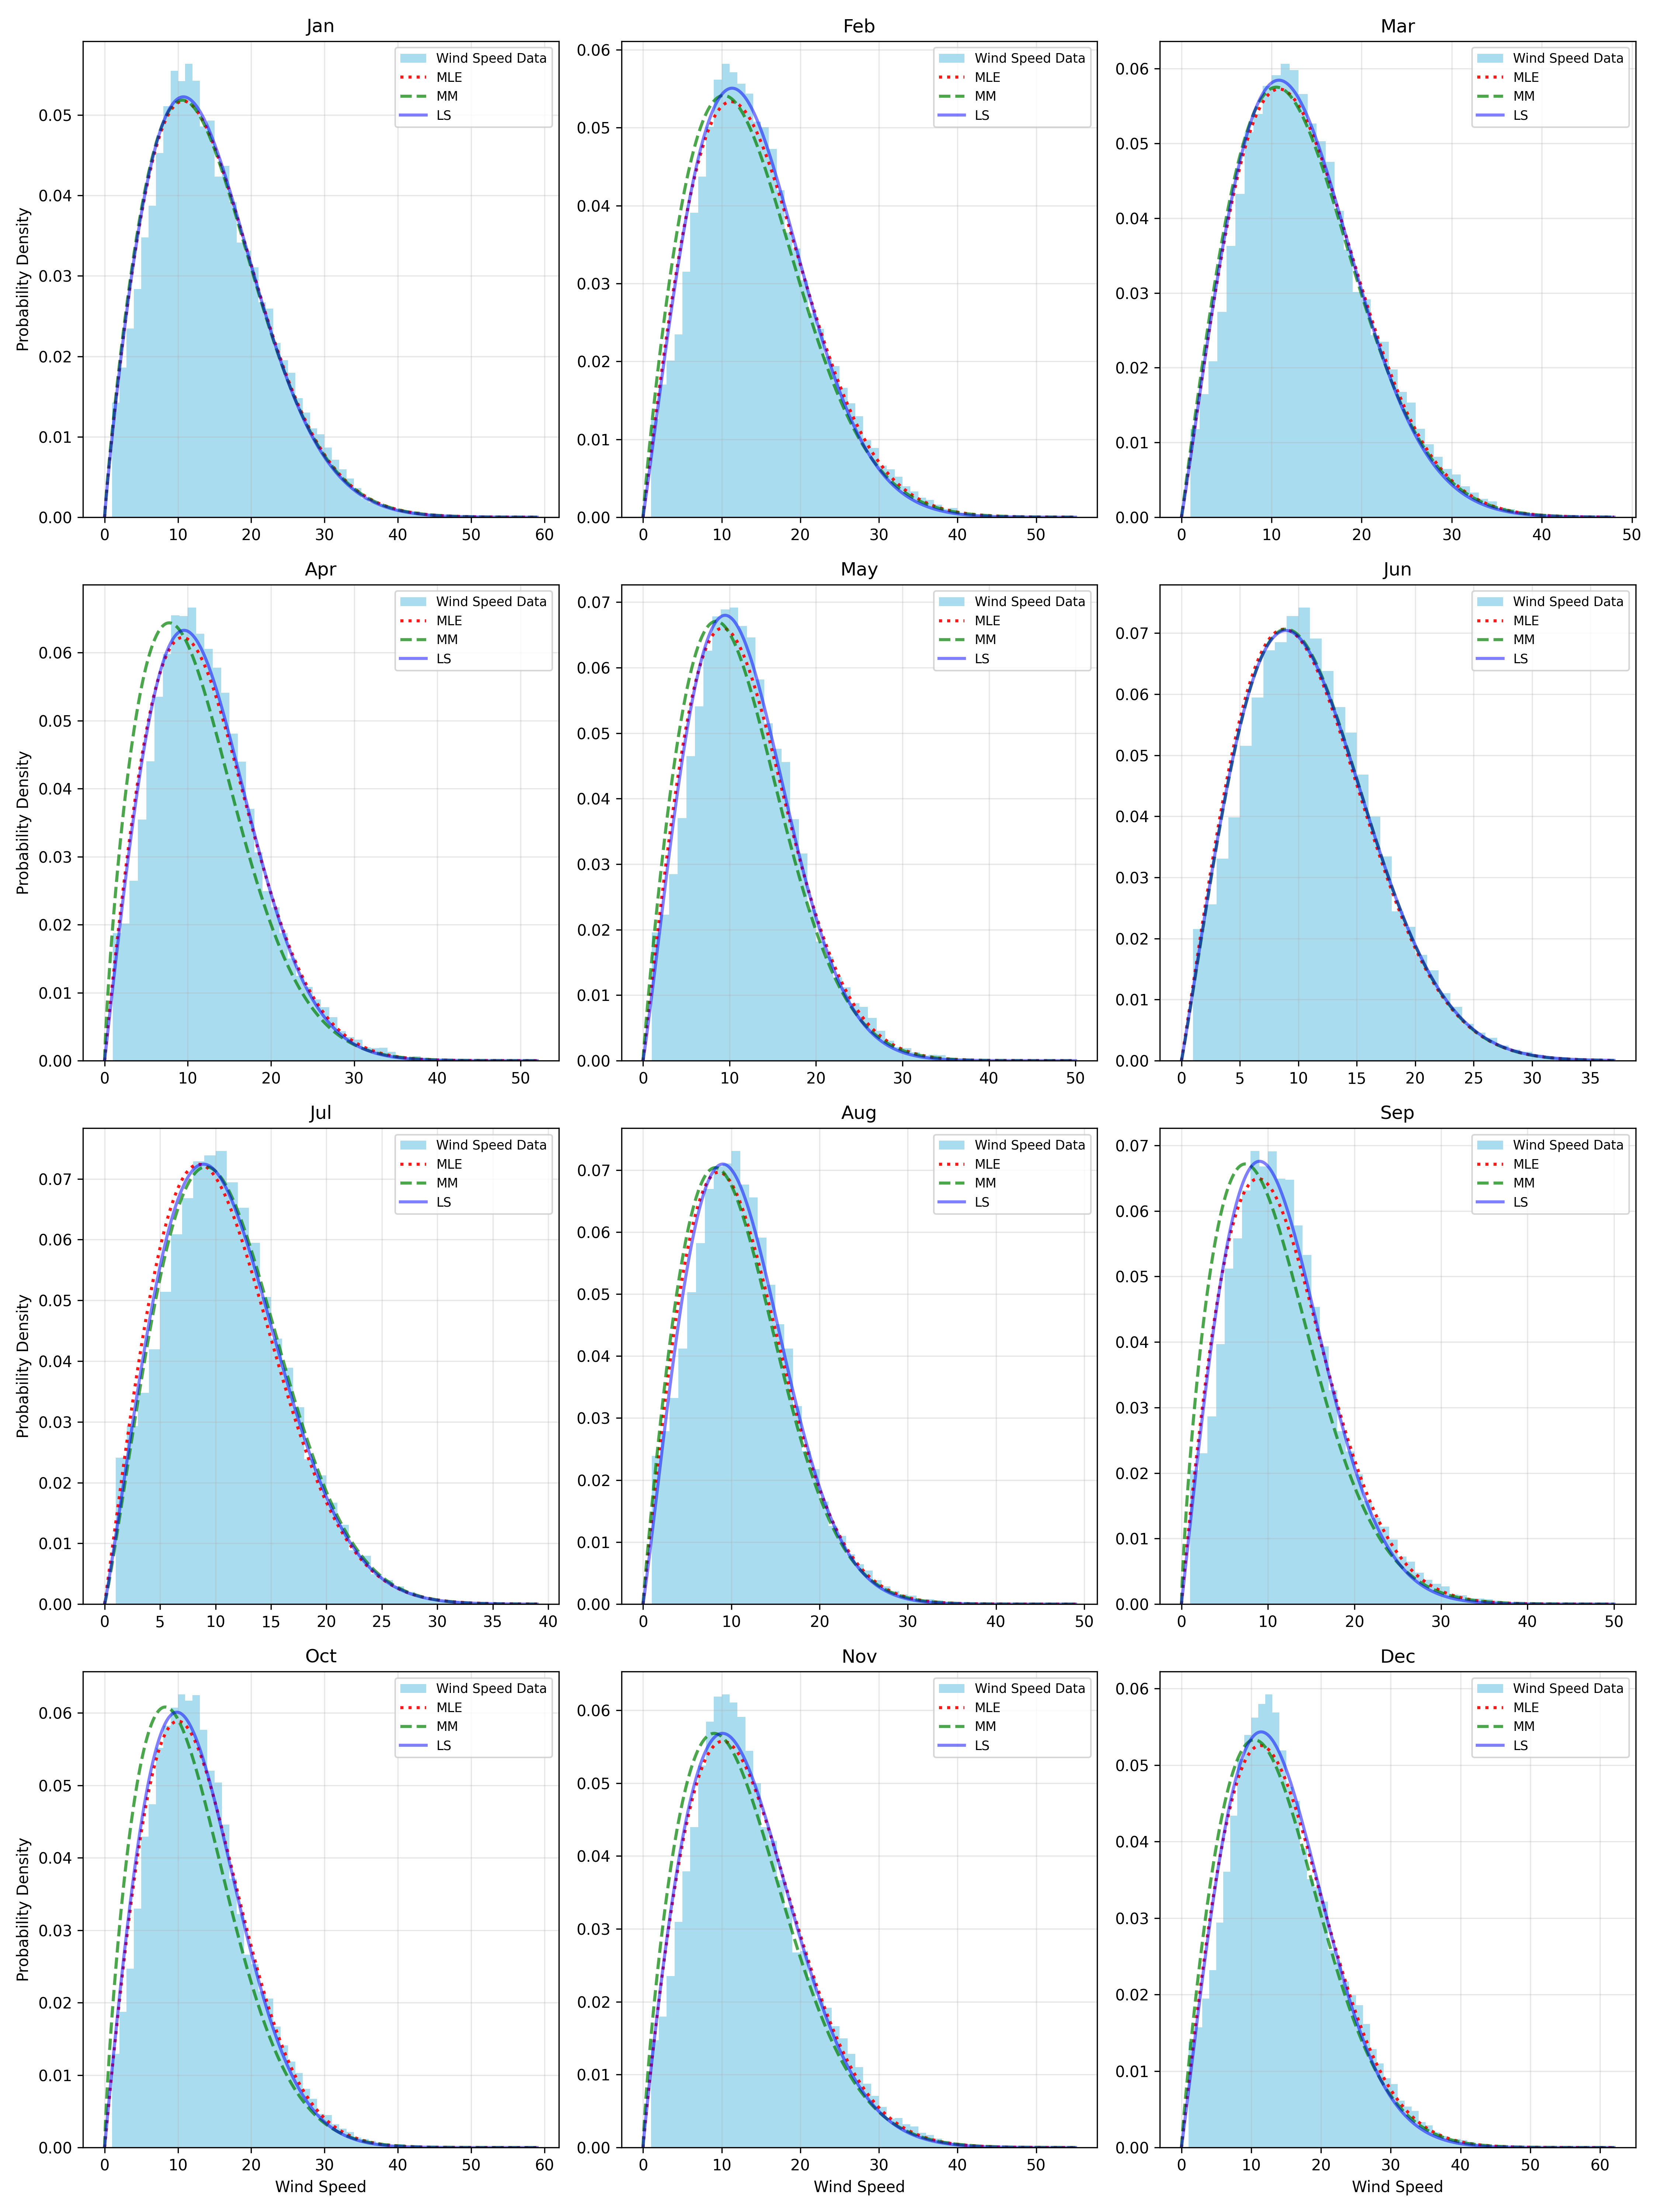 Jan
Wind Speed Data
MLE
MM
LS
Probability Density
0.05
0.04
0.03
0.02
0.01
0.00
0 10 20 30 40 50 60
Feb
Wind Speed Data
MLE
MM
LS
0.06
0.05
0.04
0.03
0.02
0.01
0.00
0 10 20 30 40 50
Mar
Wind Speed Data
MLE
MM
LS
0.06
0.05
0.04
0.03
0.02
0.01
0.00
0 10 20 30 40 50
Apr
Wind Speed Data
MLE
MM
LS
Probability Density
0.06
0.05
0.04
0.03
0.02
0.01
0.00
0 10 20 30 40 50
May
Wind Speed Data
MLE
MM
LS
0.07
0.06
0.05
0.04
0.03
0.02
0.01
0.00
0 10 20 30 40 50
Jun
Wind Speed Data
MLE
MM
LS
0.07
0.06
0.05
0.04
0.03
0.02
0.01
0.00
0 5 10 15 20 25 30 35
Jul
Wind Speed Data
MLE
MM
LS
Probability Density
0.07
0.06
0.05
0.04
0.03
0.02
0.01
0.00
0 5 10 15 20 25 30 35 40
Aug
Wind Speed Data
MLE
MM
LS
0.07
0.06
0.05
0.04
0.03
0.02
0.01
0.00
0 10 20 30 40 50
Sep
Wind Speed Data
MLE
MM
LS
0.07
0.06
0.05
0.04
0.03
0.02
0.01
0.00
0 10 20 30 40 50
Oct
Wind Speed Data
MLE
MM
LS
Probability Density
0.06
0.05
0.04
0.03
0.02
0.01
0.00
0 10 20 30 40 50 60
Wind Speed
Nov
Wind Speed Data
MLE
MM
LS
0.06
0.05
0.04
0.03
0.02
0.01
0.00
0 10 20 30 40 50
Wind Speed
Dec
Wind Speed Data
MLE
MM
LS
0.06
0.05
0.04
0.03
0.02
0.01
0.00
0 10 20 30 40 50 60
Wind Speed